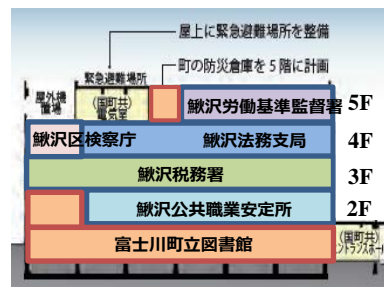 屋上に緊急避難場所を整備
町の防災倉庫を5階に計画
緊急避難場所
屋外機
置場
(国町共)
電気室
鰍沢労働基準監督署
5F
鰍沢区検察庁
鰍沢法務支局
4F
鰍沢税務署
3F
鰍沢公共職業安定所
2F
富士川町立図書館
(国町共)
エントランスホール